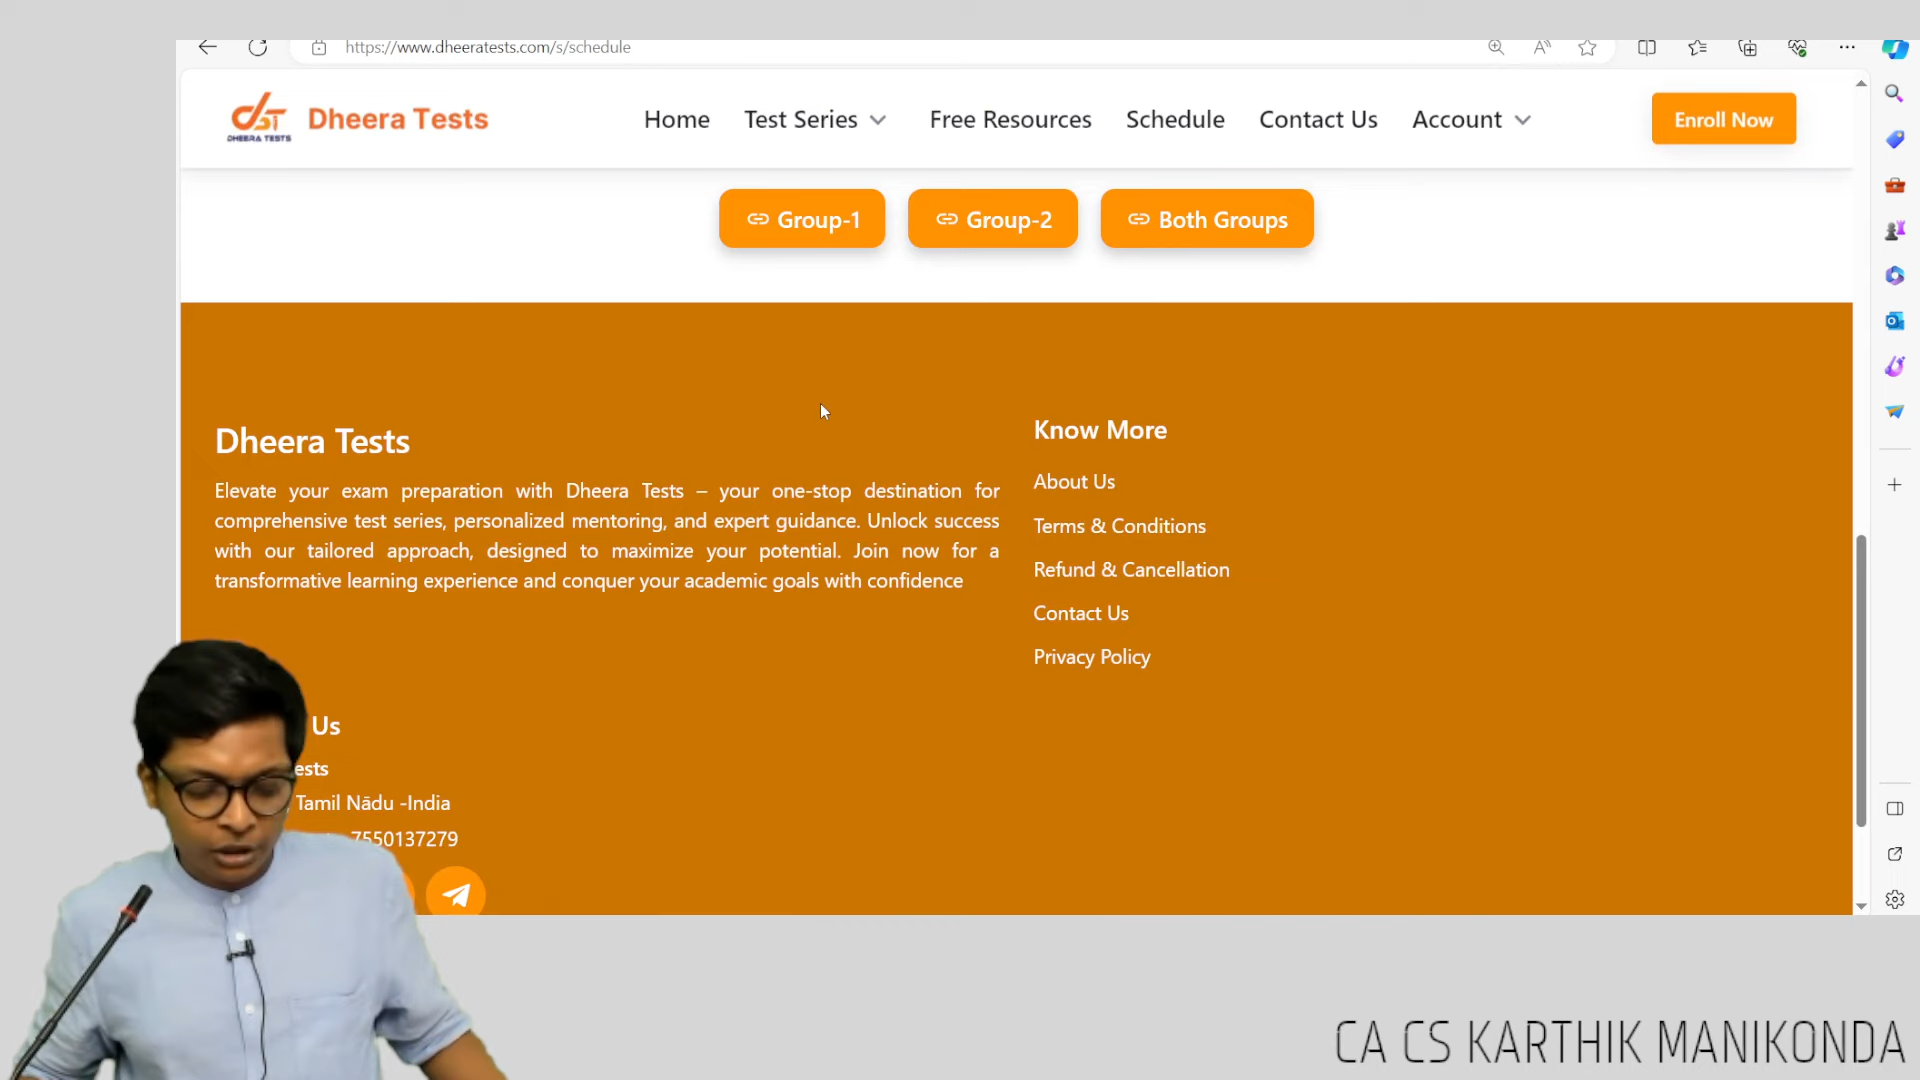 https://www.dheeratests.com/s/schedule
DHEERA TESTS
Dheera Tests
Home Test Series Free Resources Schedule Contact Us Account Enroll Now
Group-1 Group-2 Both Groups
Dheera Tests
Elevate your exam preparation with Dheera Tests – your one-stop destination for
comprehensive test series, personalized mentoring, and expert guidance. Unlock success
with our tailored approach, designed to maximize your potential. Join now for a
transformative learning experience and conquer your academic goals with confidence
Know More
About Us
Terms & Conditions
Refund & Cancellation
Contact Us
Privacy Policy
Us
ests
Tamil Nādu -India
7550137279
CA CS KARTHIK MANIKONDA